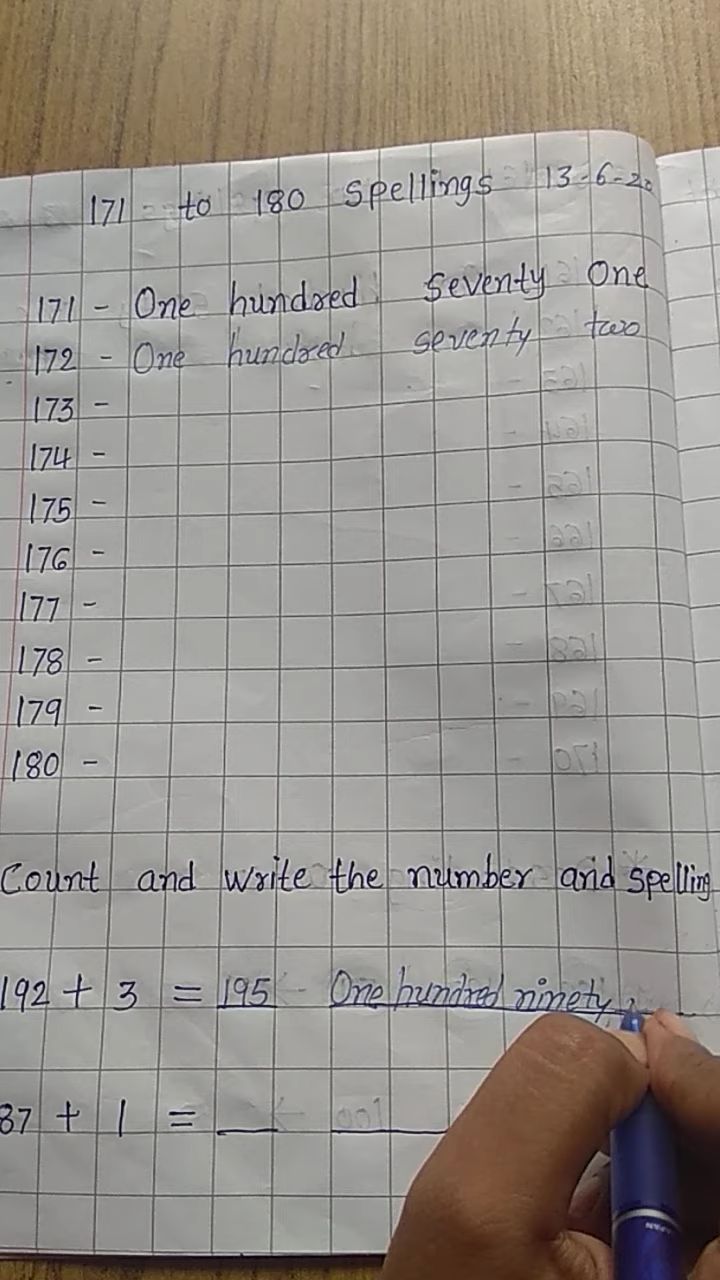 171 to 180 Spellings 13-6-20
171 - One hundred seventy One
172 - One hundred seventy two
173 -
174 -
175 -
176 -
177 -
178 -
179 -
180 -
Count and write the number and spelling
192 + 3 = 195 One hundred ninety
87 + 1 =